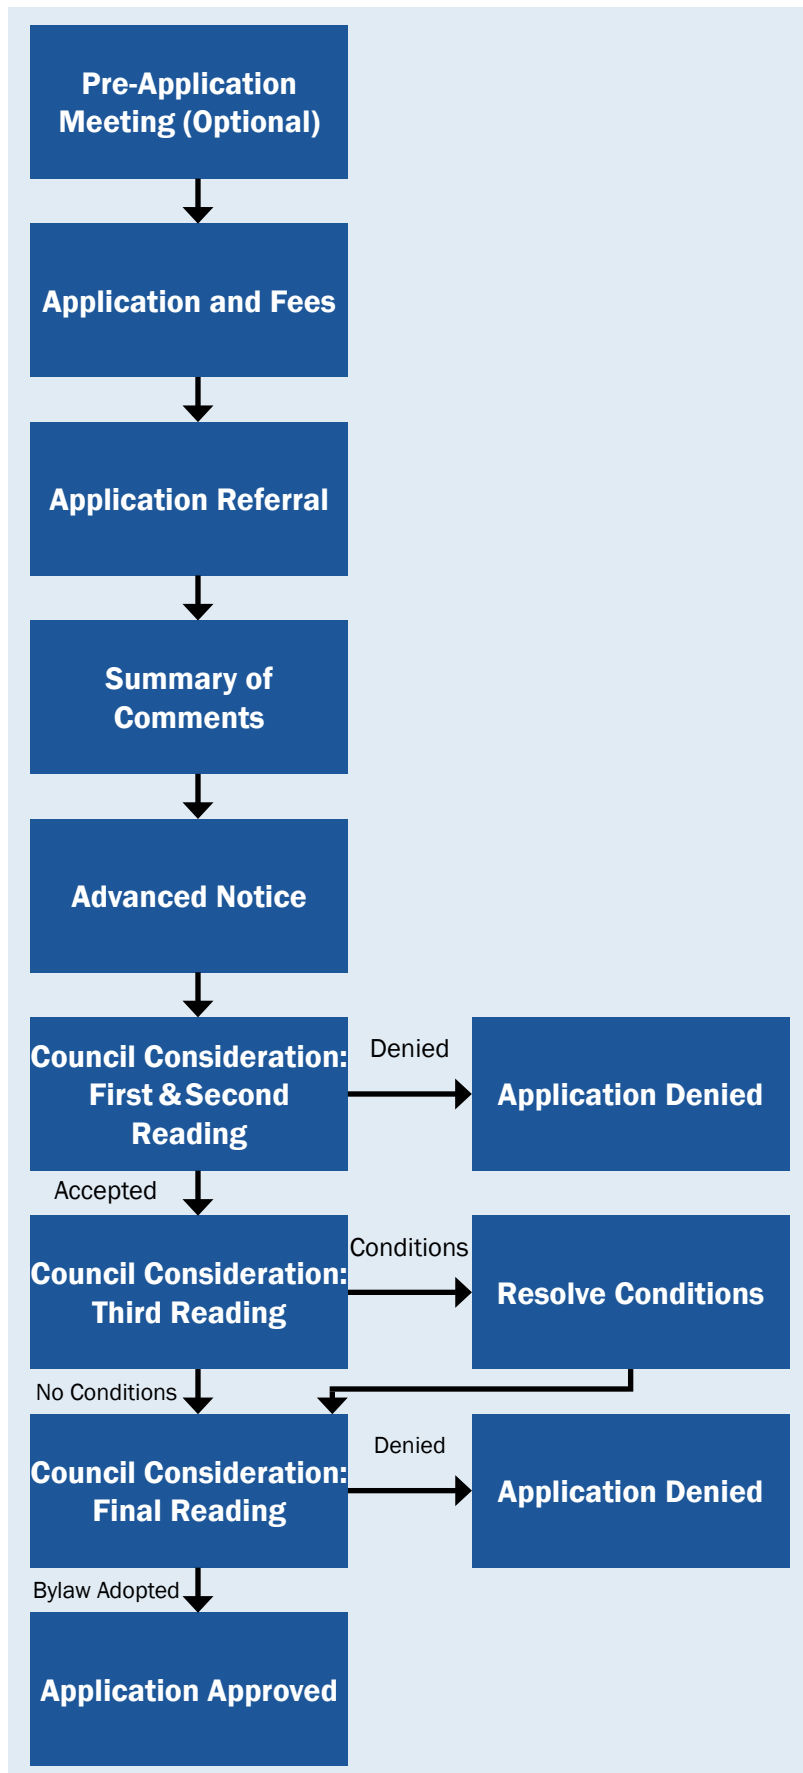 Pre-Application
Meeting (Optional)
Application and Fees
Application Referral
Summary of
Comments
Advanced Notice
Council Consideration:
First & Second
Reading
Denied
Application Denied
Accepted
Council Consideration:
Third Reading
Conditions
Resolve Conditions
No Conditions
Council Consideration:
Final Reading
Denied
Application Denied
Bylaw Adopted
Application Approved